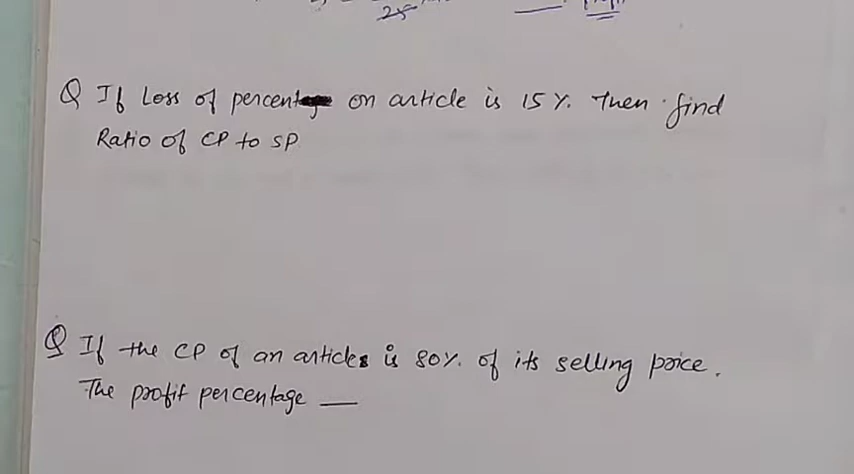 25
Q If Loss of percentage on article is 15%. Then find
Ratio of CP to SP
Q If the CP of an articles is 80%. of its selling price.
The profit percentage —